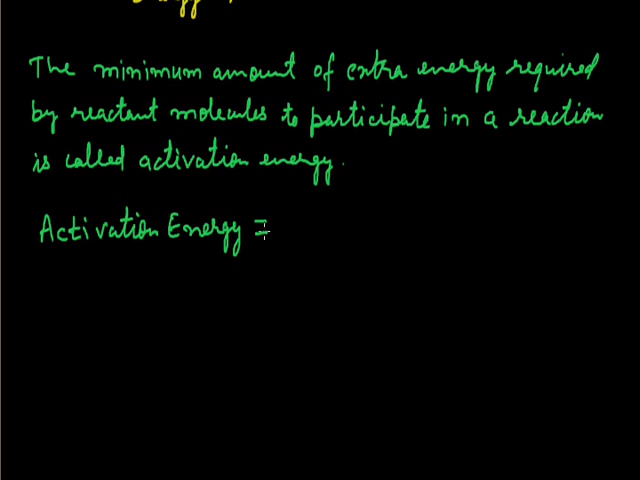 The minimum amount of extra energy required
by reactant molecules to participate in a reaction
is called activation energy.
Activation Energy =